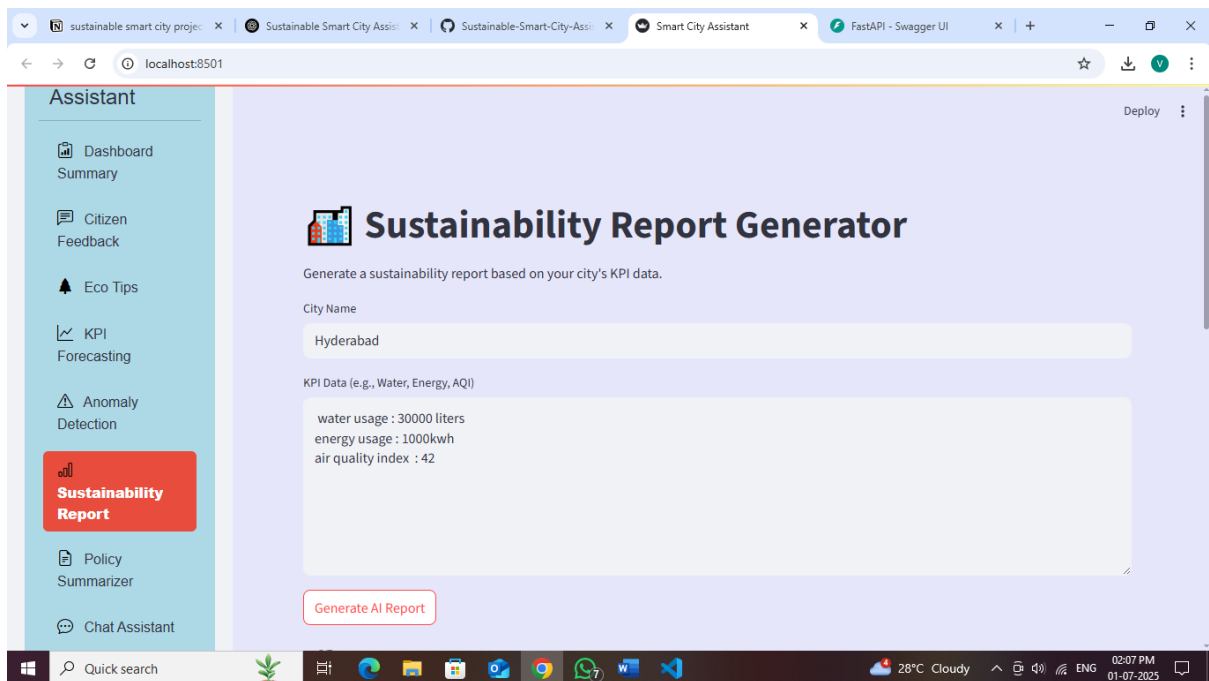 sustainable smart city projec
Sustainable Smart City Assist
Sustainable-Smart-City-Assis
Smart City Assistant
FastAPI - Swagger UI
localhost:8501
V
Assistant
Dashboard
Summary
Citizen
Feedback
Eco Tips
KPI
Forecasting
Anomaly
Detection
Sustainability
Report
Policy
Summarizer
Chat Assistant
Deploy
Sustainability Report Generator
Generate a sustainability report based on your city's KPI data.
City Name
Hyderabad
KPI Data (e.g., Water, Energy, AQI)
water usage : 30000 liters
energy usage : 1000kwh
air quality index  : 42
Generate AI Report
Quick search
28°C Cloudy
ENG
02:07 PM
01-07-2025